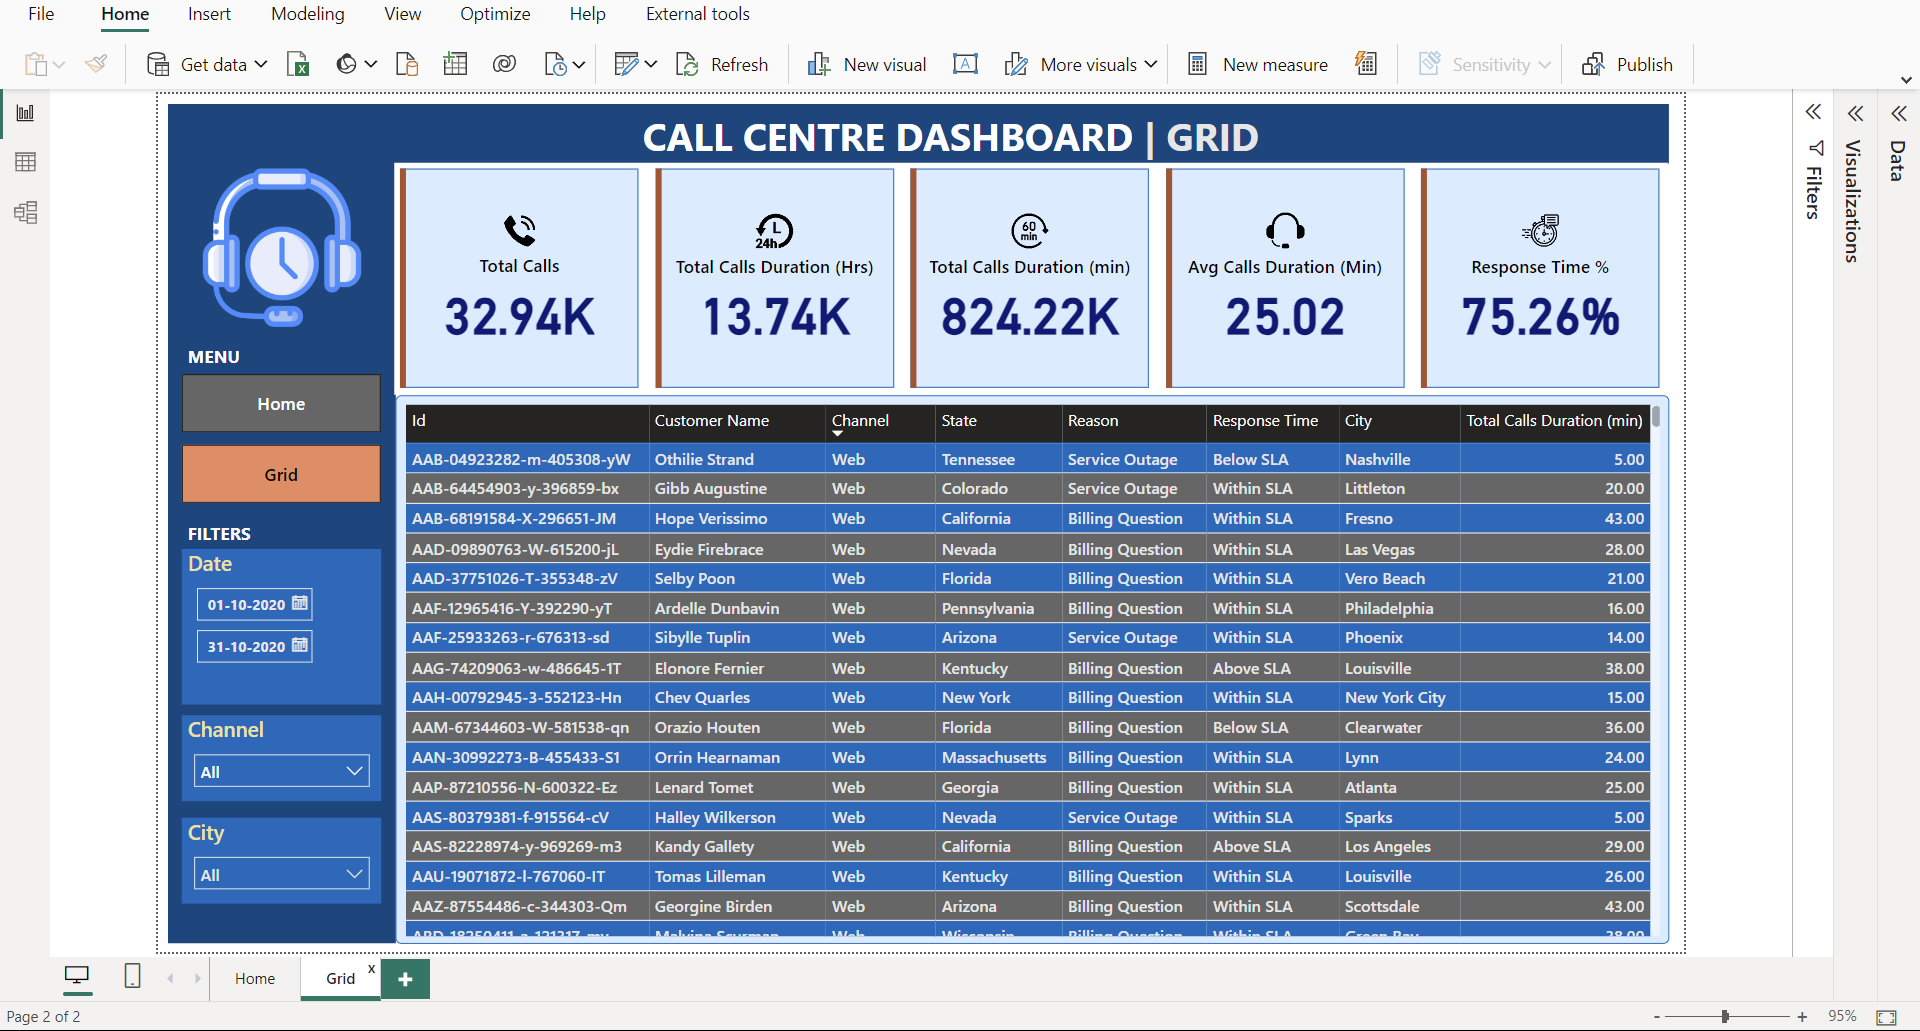 File Home Insert Modeling View Optimize Help External tools
Get data Refresh New visual More visuals New measure Sensitivity Publish
CALL CENTRE DASHBOARD | GRID
Total Calls
32.94K
24h
Total Calls Duration (Hrs)
13.74K
60
min
Total Calls Duration (min)
824.22K
Avg Calls Duration (Min)
25.02
Response Time %
75.26%
MENU
Home
Grid
FILTERS
Date
01-10-2020
31-10-2020
Channel
All
City
All
Id Customer Name Channel State Reason Response Time City Total Calls Duration (min)
AAB-04923282-m-405308-yW Othilie Strand Web Tennessee Service Outage Below SLA Nashville 5.00
AAB-64454903-y-396859-bx Gibb Augustine Web Colorado Service Outage Within SLA Littleton 20.00
AAB-68191584-X-296651-JM Hope Verissimo Web California Billing Question Within SLA Fresno 43.00
AAD-09890763-W-615200-jL Eydie Firebrace Web Nevada Billing Question Within SLA Las Vegas 28.00
AAD-37751026-T-355348-zV Selby Poon Web Florida Billing Question Within SLA Vero Beach 21.00
AAF-12965416-Y-392290-yT Ardelle Dunbavin Web Pennsylvania Billing Question Within SLA Philadelphia 16.00
AAF-25933263-r-676313-sd Sibylle Tuplin Web Arizona Service Outage Within SLA Phoenix 14.00
AAG-74209063-w-486645-1T Elonore Fernier Web Kentucky Billing Question Above SLA Louisville 38.00
AAH-00792945-3-552123-Hn Chev Quarles Web New York Billing Question Within SLA New York City 15.00
AAM-67344603-W-581538-qn Orazio Houten Web Florida Billing Question Below SLA Clearwater 36.00
AAN-30992273-B-455433-S1 Orrin Hearnaman Web Massachusetts Billing Question Within SLA Lynn 24.00
AAP-87210556-N-600322-Ez Lenard Tomet Web Georgia Billing Question Within SLA Atlanta 25.00
AAS-80379381-f-915564-cV Halley Wilkerson Web Nevada Service Outage Within SLA Sparks 5.00
AAS-82228974-y-969269-m3 Kandy Gallety Web California Billing Question Above SLA Los Angeles 29.00
AAU-19071872-l-767060-IT Tomas Lilleman Web Kentucky Billing Question Within SLA Louisville 26.00
AAZ-87554486-c-344303-Qm Georgine Birden Web Arizona Billing Question Within SLA Scottsdale 43.00
Web Wisconsin Billing Question Within SLA Green Bay 38.00
Filters
Visualizations
Data
Home Grid x +
Page 2 of 2
- + 95%